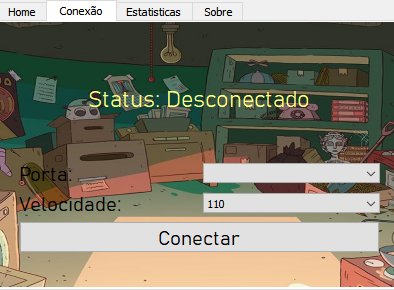 Home Conexão Estatisticas Sobre
Status: Desconectado
Porta:
Velocidade: 110
Conectar